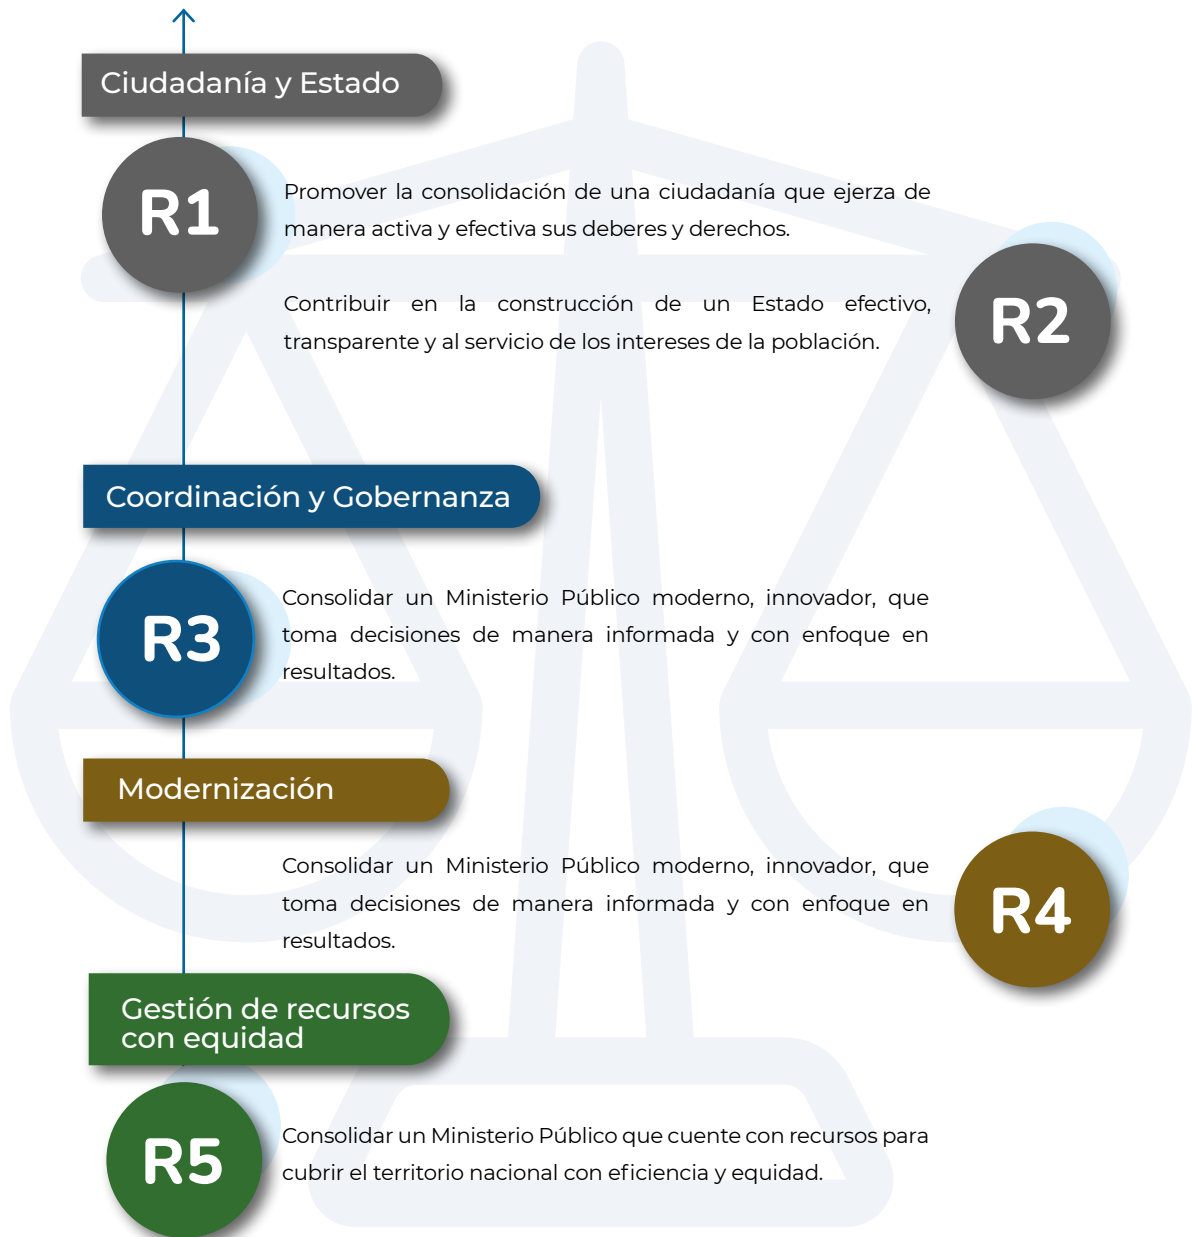 Ciudadanía y Estado
R1
Promover la consolidación de una ciudadanía que ejerza de
manera activa y efectiva sus deberes y derechos.
Contribuir en la construcción de un Estado efectivo,
transparente y al servicio de los intereses de la población.
R2
Coordinación y Gobernanza
R3
Consolidar un Ministerio Público moderno, innovador, que
toma decisiones de manera informada y con enfoque en
resultados.
Modernización
Consolidar un Ministerio Público moderno, innovador, que
toma decisiones de manera informada y con enfoque en
resultados.
R4
Gestión de recursos
con equidad
R5
Consolidar un Ministerio Público que cuente con recursos para
cubrir el territorio nacional con eficiencia y equidad.